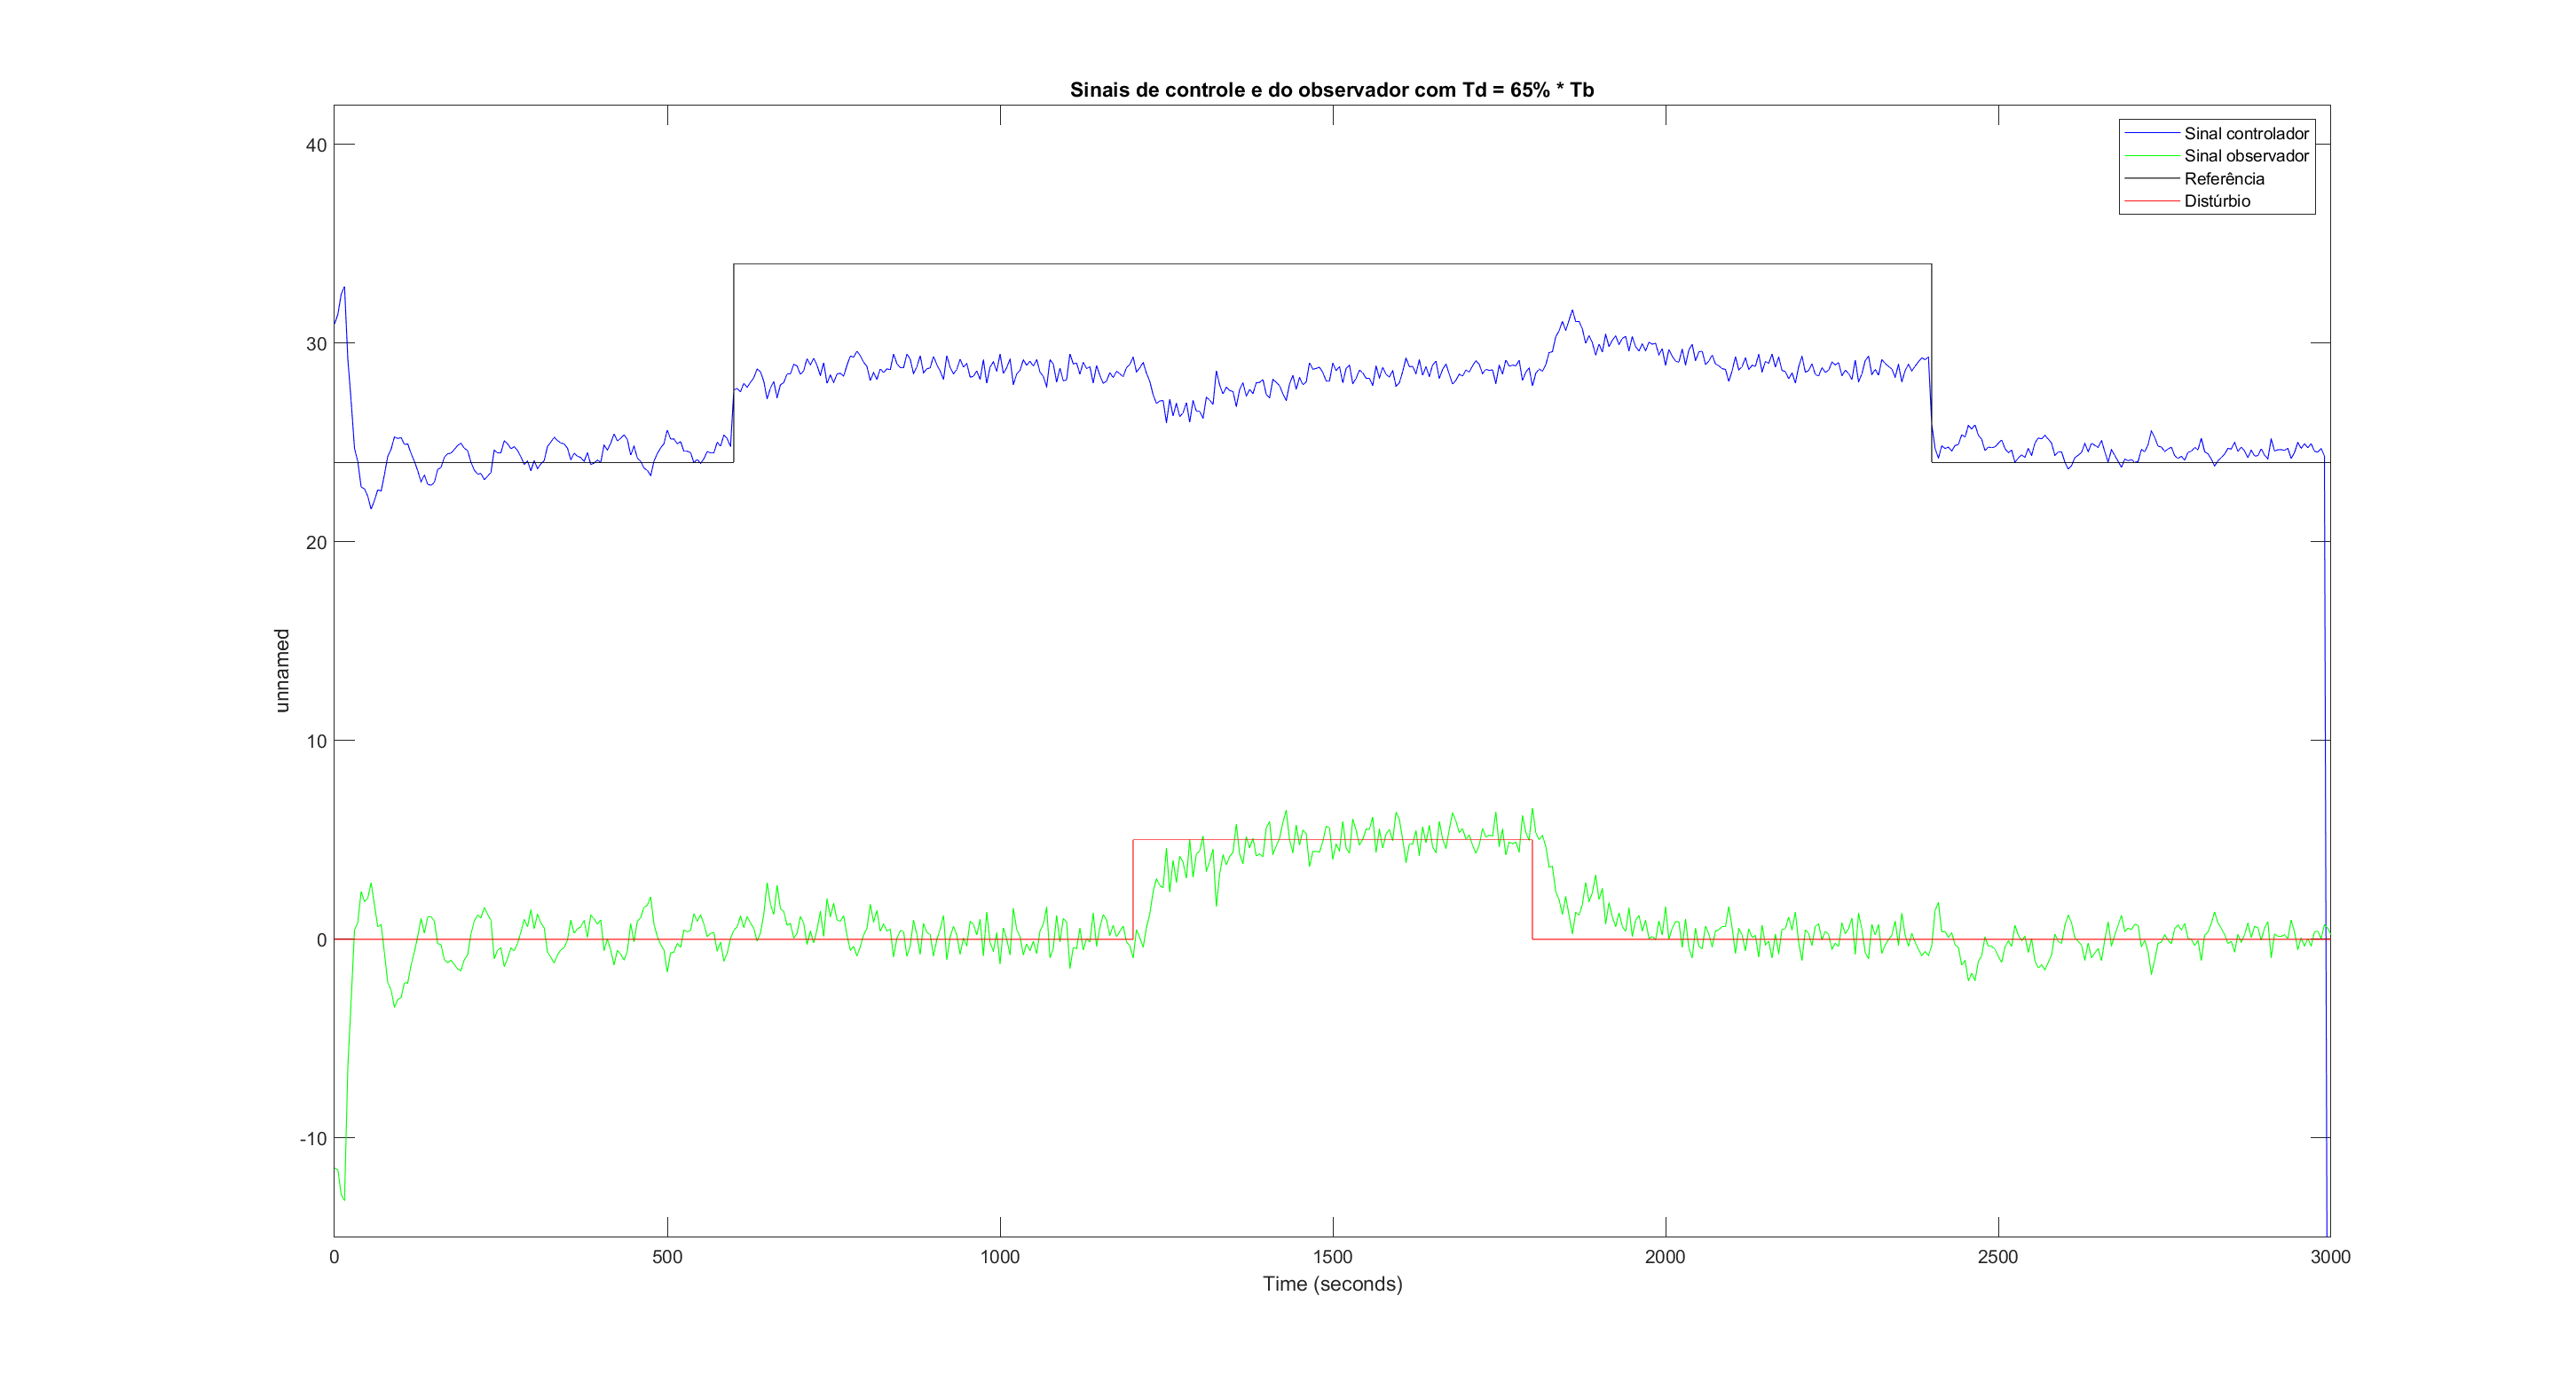 Sinais de controle e do observador com Td = 65% * Tb
Sinal controlador
Sinal observador
Referência
Distúrbio
40
30
20
10
0
-10
unnamed
0 500 1000 1500 2000 2500 3000
Time (seconds)